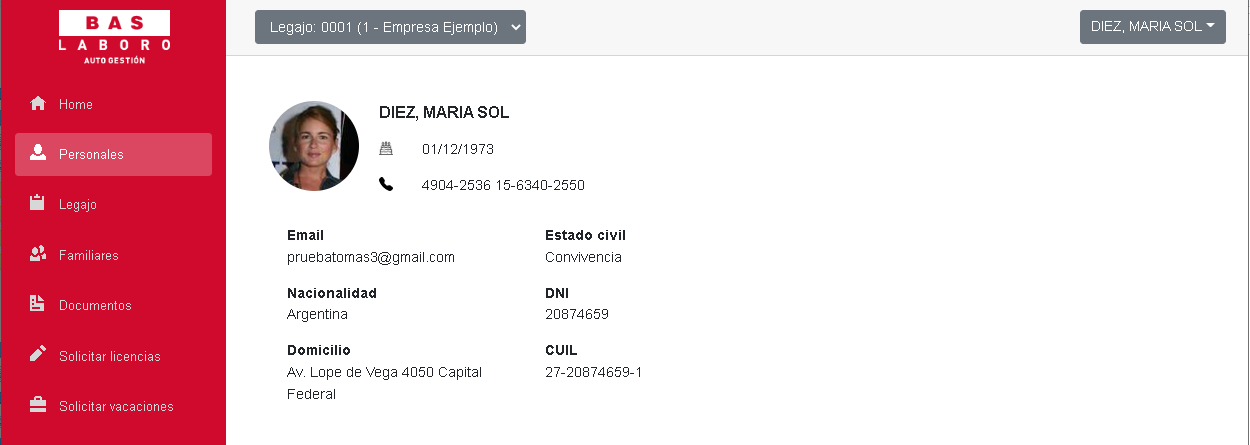 BAS
LABORO
AUTOGESTIÓN
Home
Personales
Legajo
Familiares
Documentos
Solicitar licencias
Solicitar vacaciones
Legajo: 0001 (1 - Empresa Ejemplo)
DIEZ, MARIA SOL
DIEZ, MARIA SOL
01/12/1973
4904-2536 15-6340-2550
Email
pruebatomas3@gmail.com
Estado civil
Convivencia
Nacionalidad
Argentina
DNI
20874659
Domicilio
Av. Lope de Vega 4050 Capital
Federal
CUIL
27-20874659-1